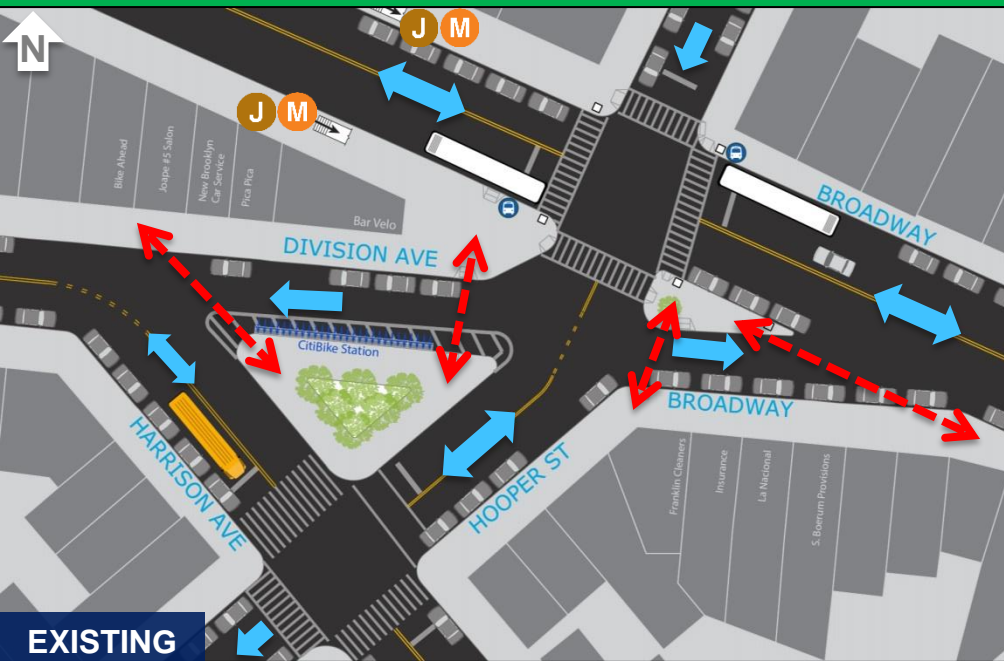 N
J M
J M
BROADWAY
Bike Ahead
Joape #5 Salon
New Brooklyn
Car Service
Pica Pica
Bar Velo
DIVISION AVE
CitiBike Station
BROADWAY
HARRISON AVE
HOOPER ST
Franklin Cleaners
Insurance
La Nacional
S. Boerum Provisions
EXISTING